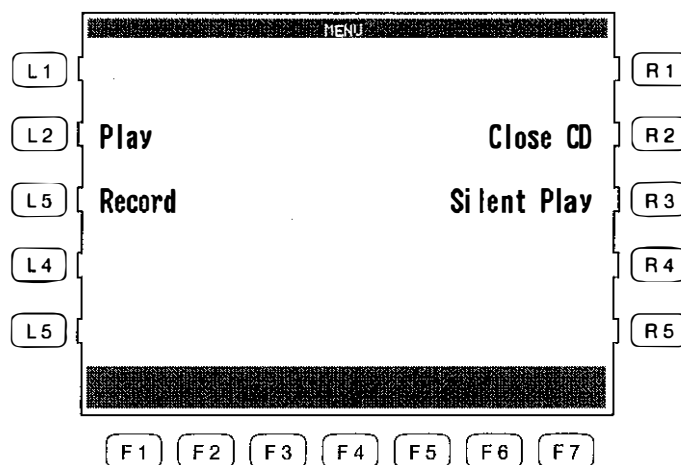 MENU
L1 R1
L2 Play Close CD R2
L5 Record Silent Play R3
L4 R4
L5 R5
F1 F2 F3 F4 F5 F6 F7